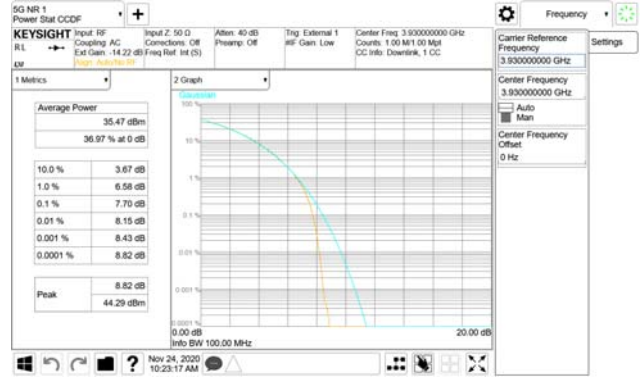 5G NR 1
Power Stat CCDF
Frequency
Settings
KEYSIGHT
RL
Input: RF
Coupling: AC
Ext Gain: -14.22 dB
Align: Auto/No RF
Input Z: 50 Ω
Corrections: Off
Freq Ref: Int (S)
Atten: 40 dB
Preamp: Off
Trig: External 1
#IF Gain: Low
Center Freq: 3.930000000 GHz
Counts: 1.00 M/1.00 Mpt
CC Info: Downlink, 1 CC
Carrier Reference
Frequency
3.930000000 GHz
Center Frequency
3.930000000 GHz
Auto
Man
Center Frequency
Offset
0 Hz
1 Metrics
Average Power
35.47 dBm
36.97 % at 0 dB
10.0 % 3.67 dB
1.0 % 6.58 dB
0.1 % 7.70 dB
0.01 % 8.15 dB
0.001 % 8.43 dB
0.0001 % 8.82 dB
Peak
8.82 dB
44.29 dBm
2 Graph
Gaussian
100 %
10 %
1 %
0.1 %
0.01 %
0.001 %
0.0001 %
0.00 dB
20.00 dB
Info BW 100.00 MHz
Nov 24, 2020
10:23:17 AM